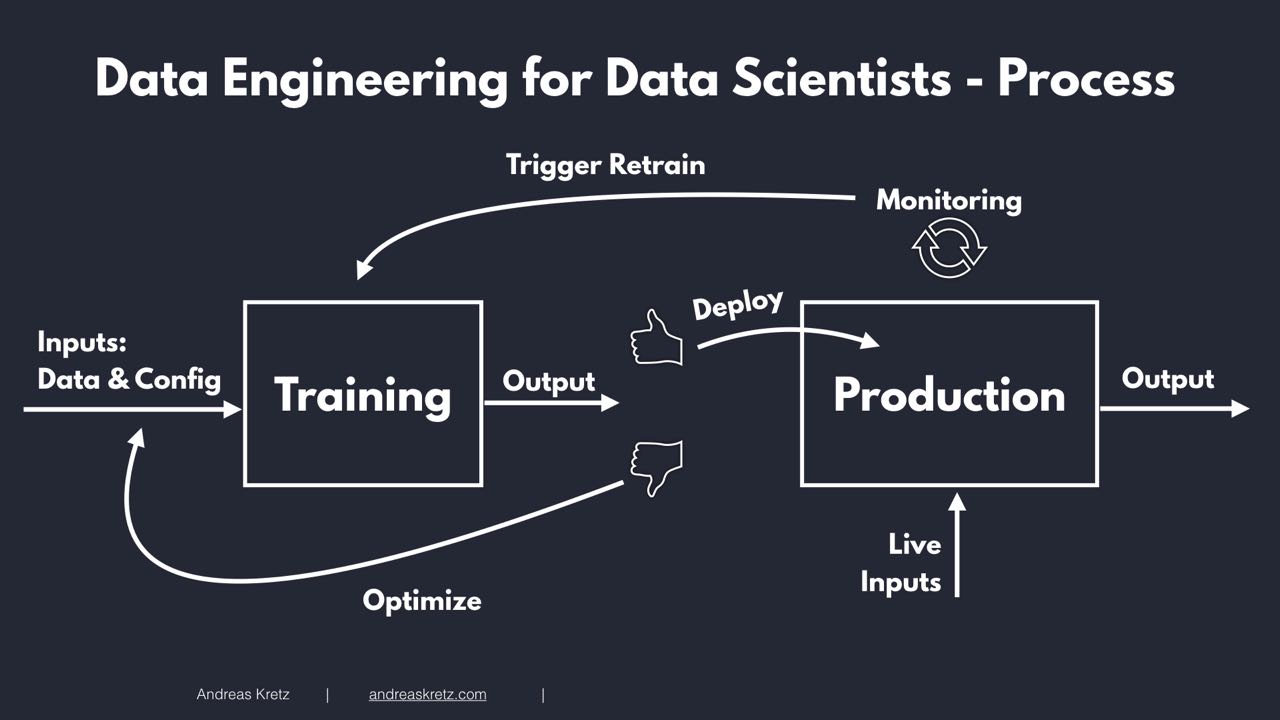 Data Engineering for Data Scientists - Process
Trigger Retrain
Monitoring
Deploy
Inputs:
Data & Config
Training
Output
Production
Output
Live
Inputs
Optimize
Andreas Kretz | andreaskretz.com |